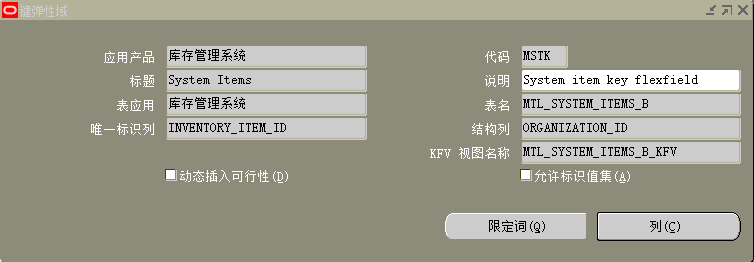 键弹性域
应用产品 库存管理系统 代码 MSTK
标题 System Items 说明 System item key flexfield
表应用 库存管理系统 表名 MTL_SYSTEM_ITEMS_B
唯一标识列 INVENTORY_ITEM_ID 结构列 ORGANIZATION_ID
KFV 视图名称 MTL_SYSTEM_ITEMS_B_KFV
动态插入可行性(D) 允许标识值集(A)
限定词(Q) 列(C)